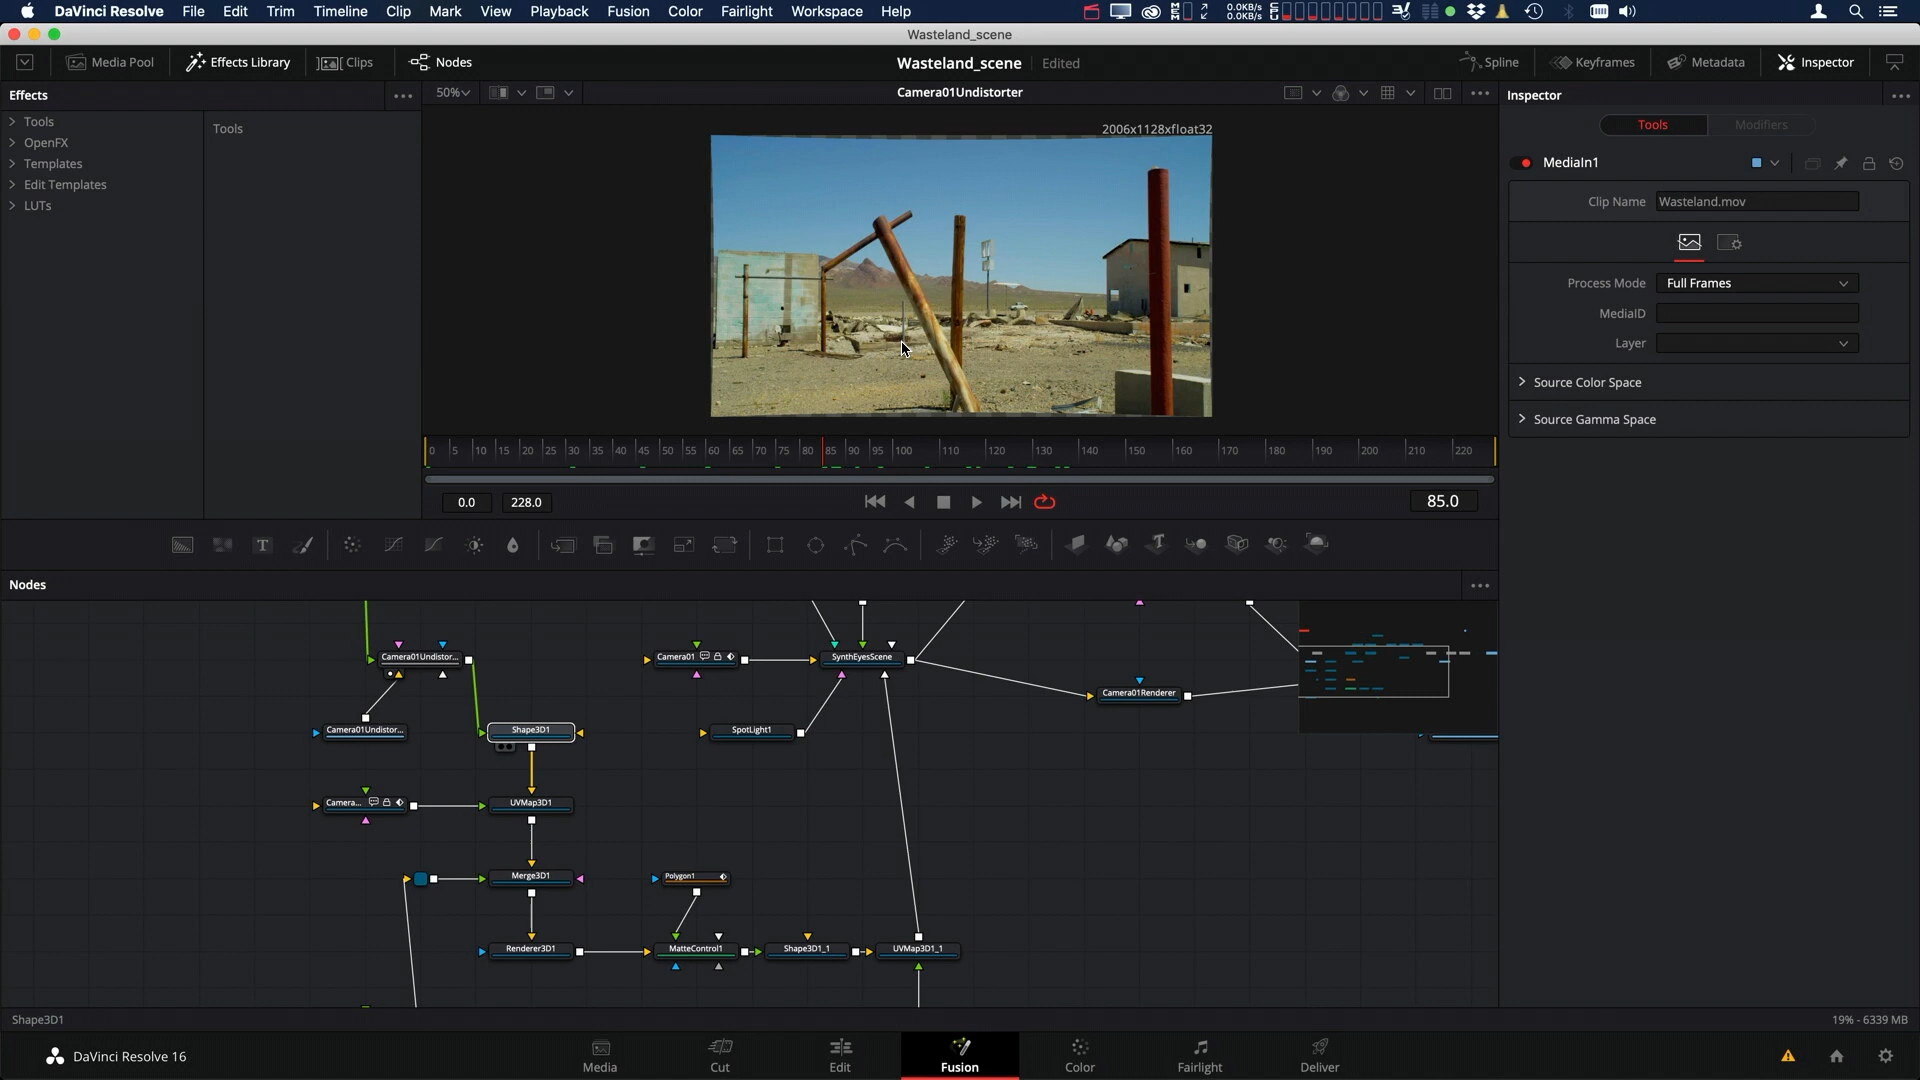 DaVinci Resolve File Edit Trim Timeline Clip Mark View Playback Fusion Color Fairlight Workspace Help
0.0KB/s
0.0KB/s
Wasteland_scene
Media Pool Effects Library Clips Nodes Wasteland_scene Edited Spline Keyframes Metadata Inspector
Effects
50%
Camera01Undistorter
Inspector
Tools
OpenFX
Templates
Edit Templates
LUTs
Tools
2006x1128xfloat32
Tools Modifiers
MediaIn1
Clip Name Wasteland.mov
Process Mode Full Frames
MediaID
Layer
Source Color Space
Source Gamma Space
0 5 10 15 20 25 30 35 40 45 50 55 60 65 70 75 80 85 90 95 100 110 120 130 140 150 160 170 180 190 200 210 220
0.0 228.0 85.0
Nodes
Camera01Undistor... Camera01 SynthEyesScene
Camera01Renderer
Camera01Undistor... Shape3D1 SpotLight1
Camera... UVMap3D1
Merge3D1 Polygon1
Renderer3D1 MatteControl1 Shape3D1_1 UVMap3D1_1
Shape3D1 19% - 6339 MB
DaVinci Resolve 16 Media Cut Edit Fusion Color Fairlight Deliver